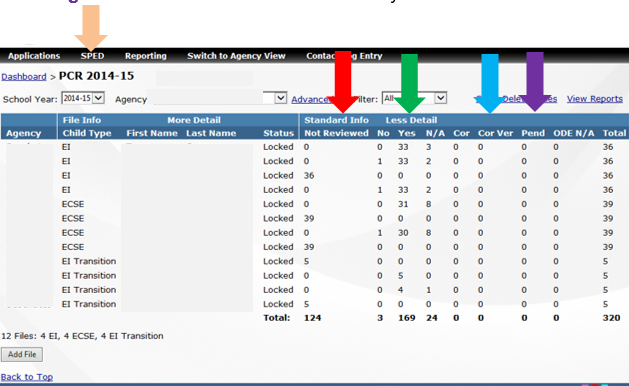 Applications SPED Reporting Switch to Agency View Entry
Dashboard > PCR 2014-15
School Year: 2014-15 Agency Advance Filter: All View Reports
File Info More Detail Standard Info Less Detail
Agency Child Type First Name Last Name Status Not Reviewed No Yes N/A Cor Cor Ver Pend ODE N/A Total
EI Locked 0 0 33 3 0 0 0 0 36
EI Locked 0 1 33 2 0 0 0 0 36
EI Locked 36 0 0 0 0 0 0 0 36
EI Locked 0 1 33 2 0 0 0 0 36
ECSE Locked 0 0 31 8 0 0 0 0 39
ECSE Locked 39 0 0 0 0 0 0 0 39
ECSE Locked 0 1 30 8 0 0 0 0 39
ECSE Locked 39 0 0 0 0 0 0 0 39
EI Transition Locked 5 0 0 0 0 0 0 0 5
EI Transition Locked 0 0 5 0 0 0 0 0 5
EI Transition Locked 0 0 4 1 0 0 0 0 5
EI Transition Locked 5 0 0 0 0 0 0 0 5
Total: 124 3 169 24 0 0 0 0 320
12 Files: 4 EI, 4 ECSE, 4 EI Transition
Add File
Back to Top